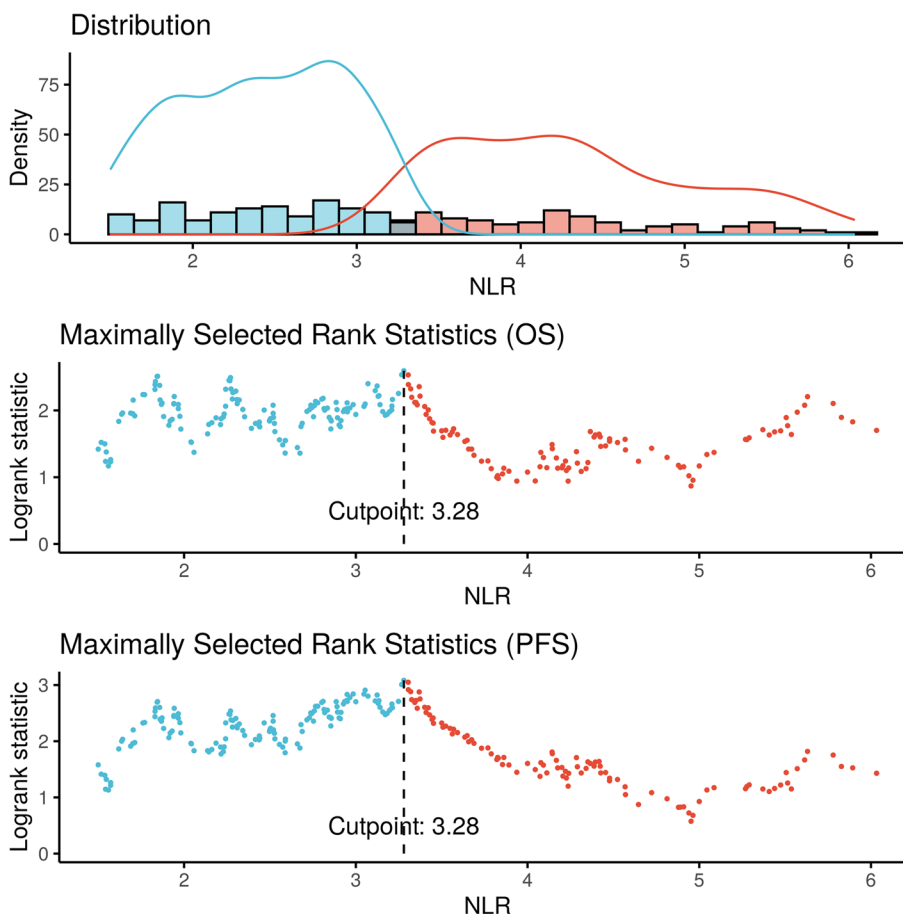 Distribution
Density
75
50
25
0
2 3 4 5 6
NLR
Maximally Selected Rank Statistics (OS)
Logrank statistic
2
1
0
Cutpoint: 3.28
2 3 4 5 6
NLR
Maximally Selected Rank Statistics (PFS)
Logrank statistic
3
2
1
0
Cutpoint: 3.28
2 3 4 5 6
NLR